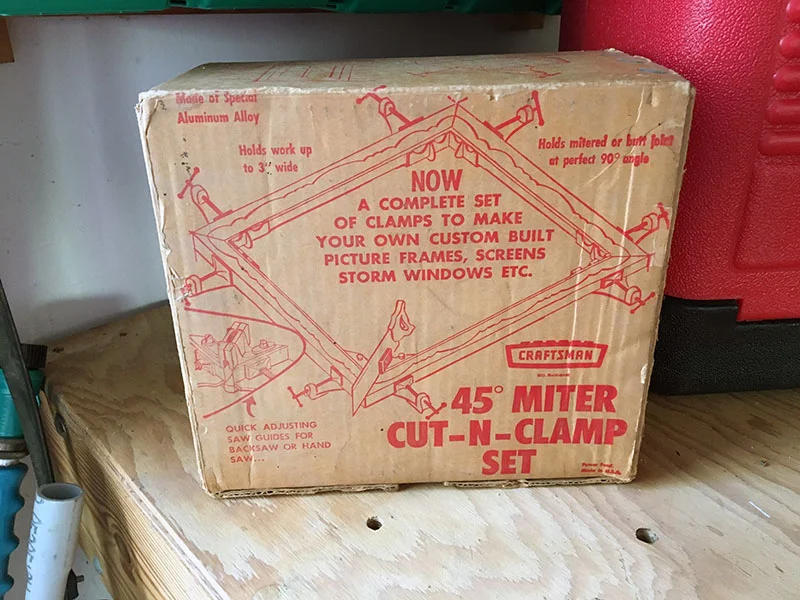 Made of Special
Aluminum Alloy
Holds work up
to 3" wide
Holds mitered or butt joint
at perfect 90° angle
NOW
A COMPLETE SET
OF CLAMPS TO MAKE
YOUR OWN CUSTOM BUILT
PICTURE FRAMES, SCREENS
STORM WINDOWS ETC.
CRAFTSMAN
QUICK ADJUSTING
SAW GUIDES FOR
BACKSAW OR HAND
SAW...
45° MITER
CUT-N-CLAMP
SET
Made in U.S.A.